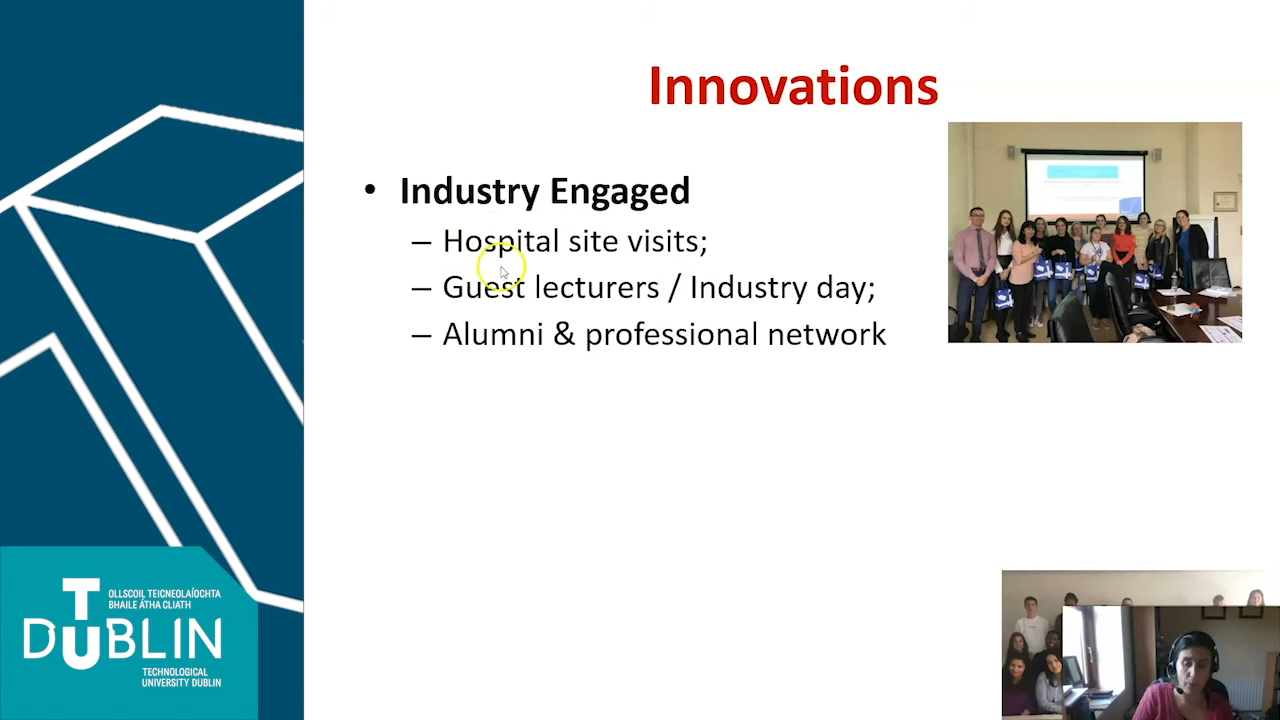 Innovations
• Industry Engaged
– Hospital site visits;
– Guest lecturers / Industry day;
– Alumni & professional network
OLLSCOIL TEICNEOLAÍOCHTA
BHAILE ÁTHA CLIATH
TU DUBLIN
TECHNOLOGICAL
UNIVERSITY DUBLIN